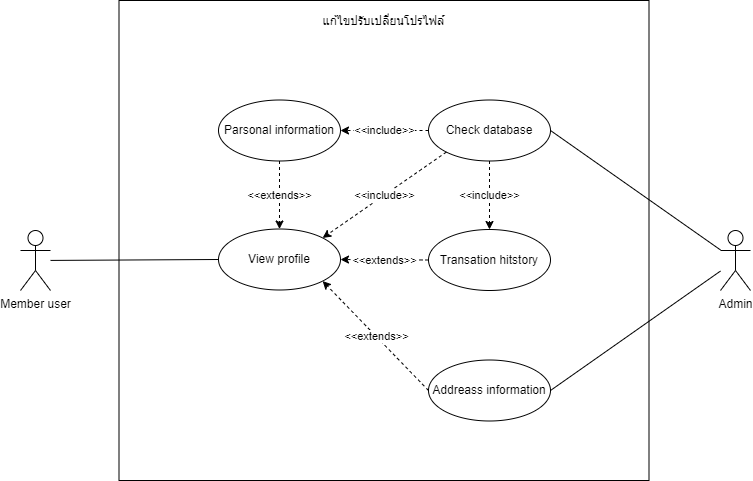 แก้ไขปรับเปลี่ยนโปรไฟล์
Parsonal information
<<include>>
Check database
<<extends>>
<<include>>
<<include>>
View profile
<<extends>>
Transation hitstory
Member user
Admin
<<extends>>
Addreass information